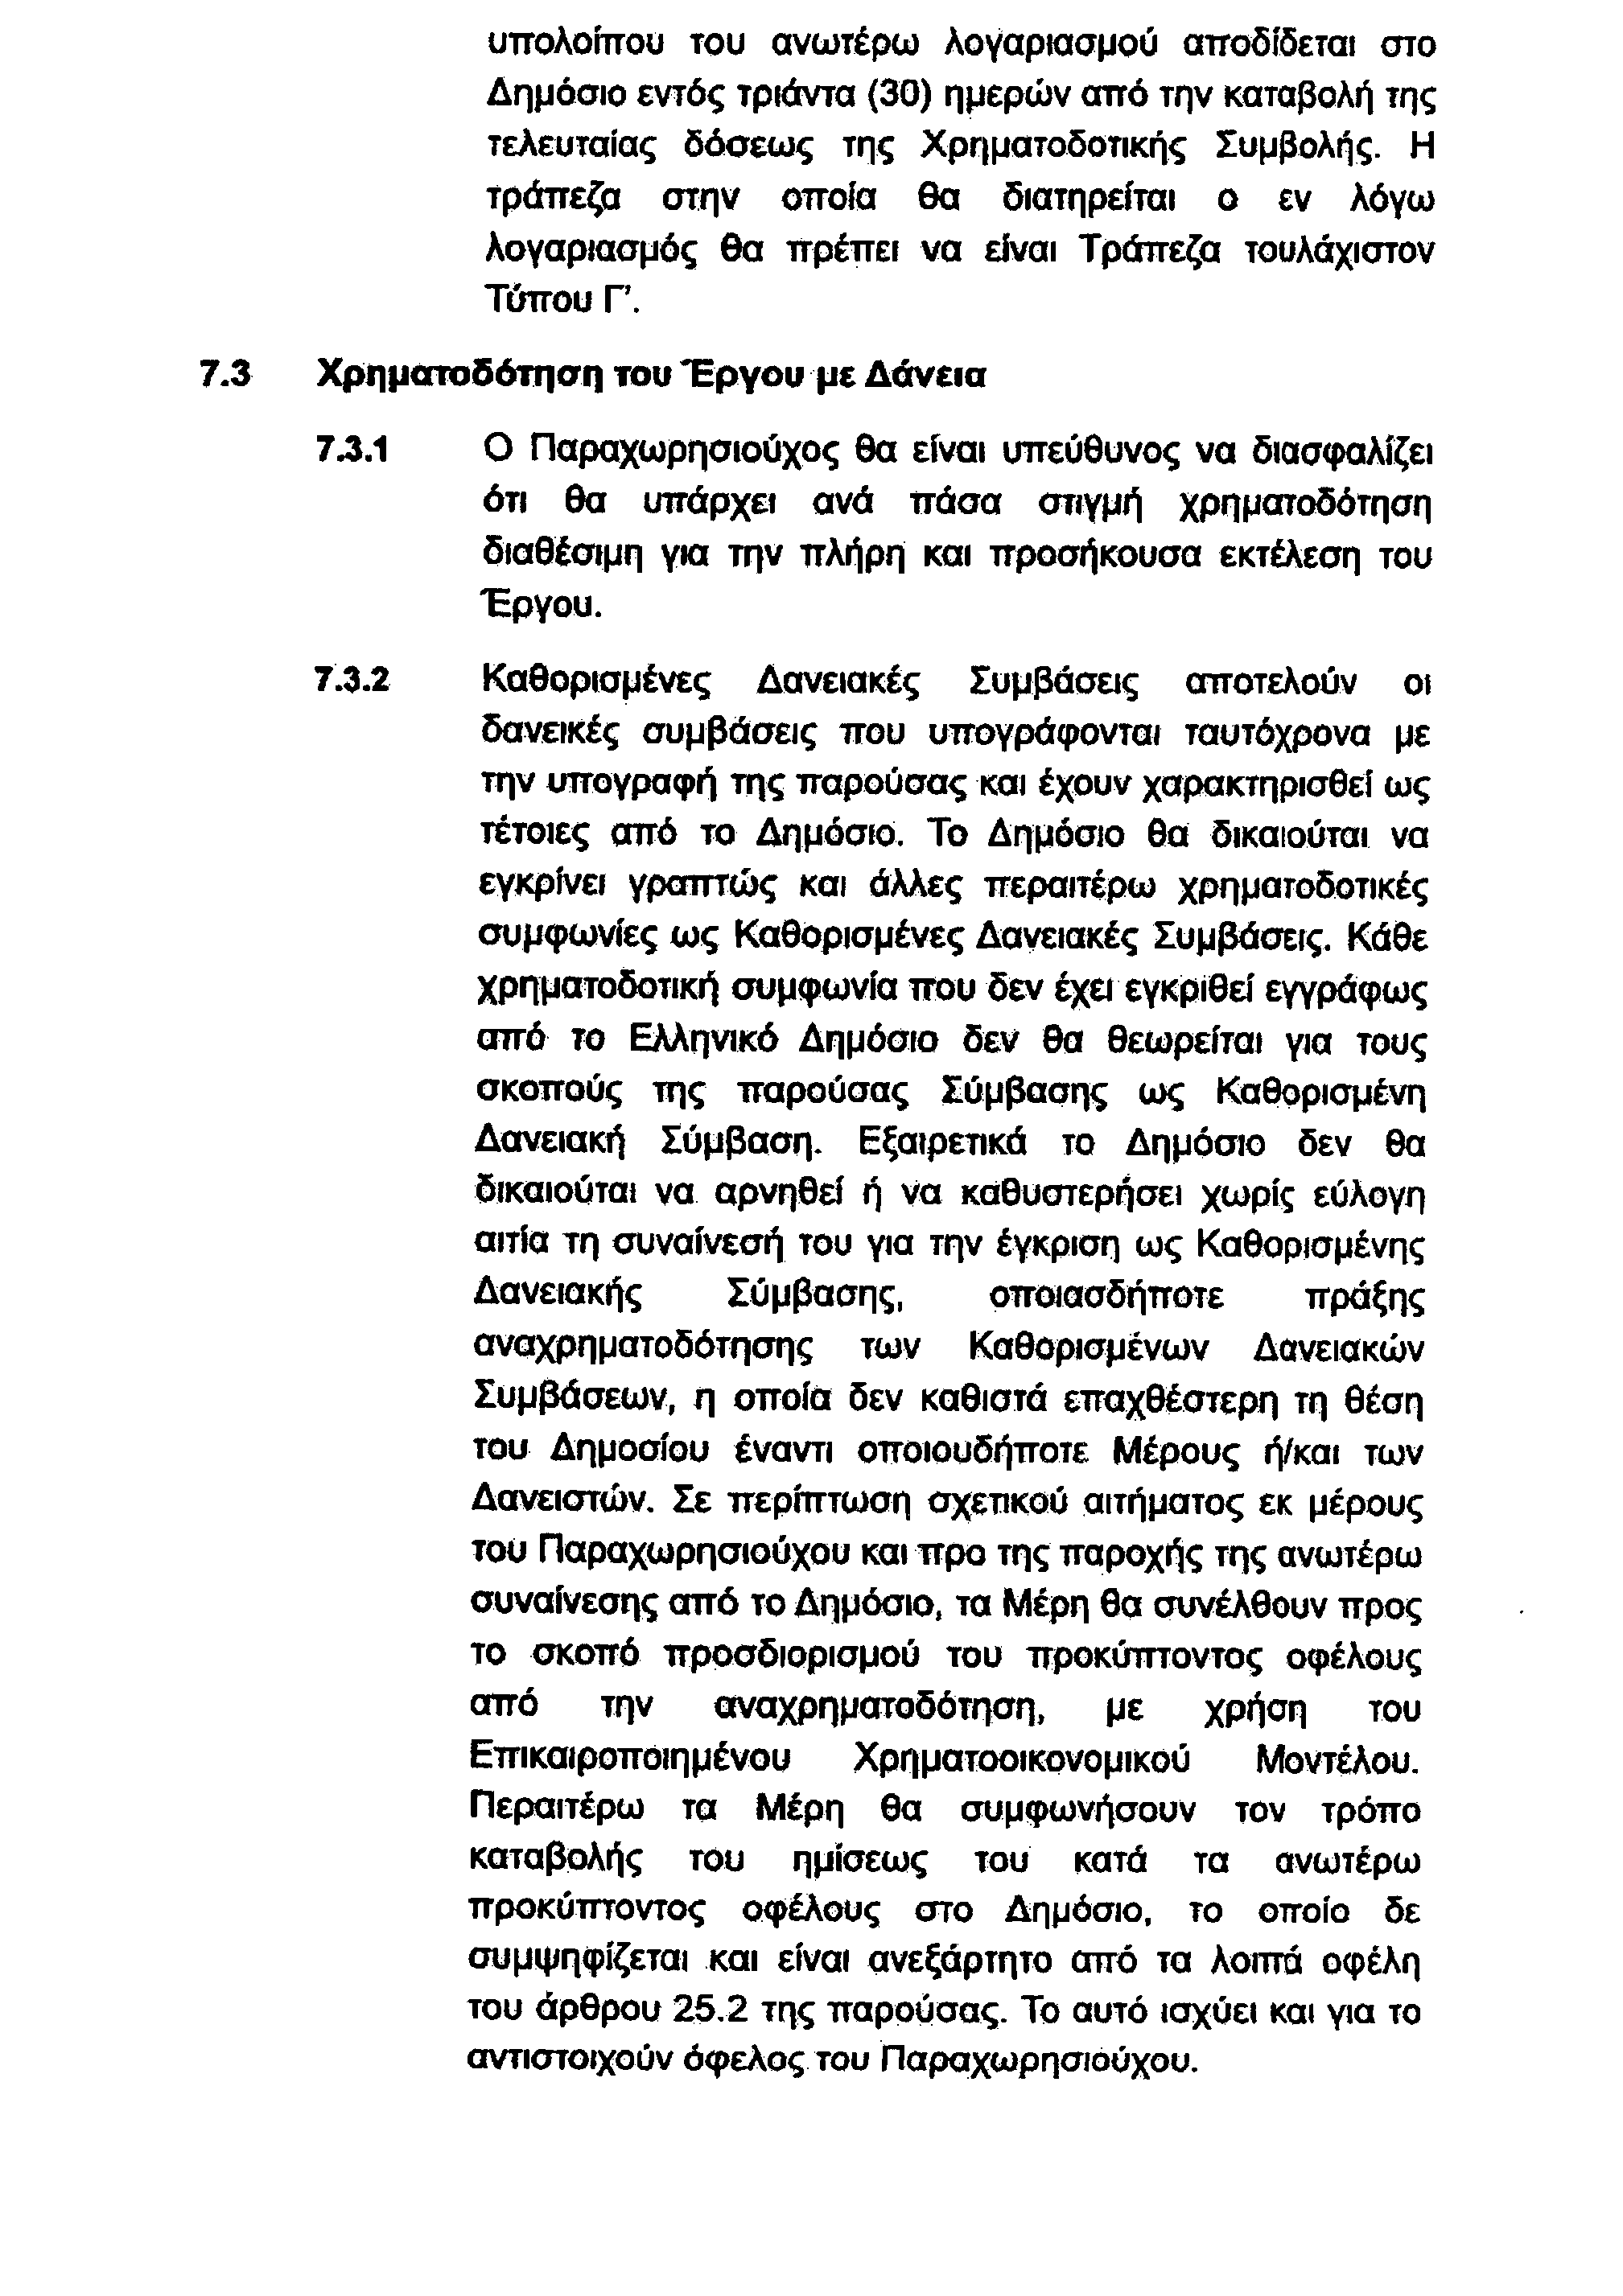 υπολοίπου του ανωτέρω λογαριασμού αποδίδεται στο
Δημόσιο εντός τριάντα (30) ημερών από την καταβολή της
τελευταίας δόσεως της Χρηματοδοτικής Συμβολής. Η
τράπεζα στην οποία θα διατηρείται ο εν λόγω
λογαριασμός θα πρέπει να είναι Τράπεζα τουλάχιστον
Τύπου Γ’.
7.3 Χρηματοδότηση του Έργου με Δάνεια
7.3.1 Ο Παραχωρησιούχος θα είναι υπεύθυνος να διασφαλίζει
ότι θα υπάρχει ανά πάσα στιγμή χρηματοδότηση
διαθέσιμη για την πλήρη και προσήκουσα εκτέλεση του
Έργου.
7.3.2 Καθορισμένες Δανειακές Συμβάσεις αποτελούν οι
δανεικές συμβάσεις που υπογράφονται ταυτόχρονα με
την υπογραφή της παρούσας και έχουν χαρακτηρισθεί ως
τέτοιες από το Δημόσιο. Το Δημόσιο θα δικαιούται να
εγκρίνει γραπτώς και άλλες περαιτέρω χρηματοδοτικές
συμφωνίες ως Καθορισμένες Δανειακές Συμβάσεις. Κάθε
χρηματοδοτική συμφωνία που δεν έχει εγκριθεί εγγράφως
από το Ελληνικό Δημόσιο δεν θα θεωρείται για τους
σκοπούς της παρούσας Σύμβασης ως Καθορισμένη
Δανειακή Σύμβαση. Εξαιρετικά το Δημόσιο δεν θα
δικαιούται να αρνηθεί ή να καθυστερήσει χωρίς εύλογη
αιτία τη συναίνεσή του για την έγκριση ως Καθορισμένης
Δανειακής Σύμβασης, οποιασδήποτε πράξης
αναχρηματοδότησης των Καθορισμένων Δανειακών
Συμβάσεων, η οποία δεν καθιστά επαχθέστερη τη θέση
του Δημοσίου έναντι οποιουδήποτε Μέρους ή/και των
Δανειστών. Σε περίπτωση σχετικού αιτήματος εκ μέρους
του Παραχωρησιούχου και προ της παροχής της ανωτέρω
συναίνεσης από το Δημόσιο, τα Μέρη θα συνέλθουν προς
το σκοπό προσδιορισμού του προκύπτοντος οφέλους
από την αναχρηματοδότηση, με χρήση του
Επικαιροποιημένου Χρηματοοικονομικού Μοντέλου.
Περαιτέρω τα Μέρη θα συμφωνήσουν τον τρόπο
καταβολής του ημίσεως του κατά τα ανωτέρω
προκύπτοντος οφέλους στο Δημόσιο, το οποίο δε
συμψηφίζεται και είναι ανεξάρτητο από τα λοιπά οφέλη
του άρθρου 25.2 της παρούσας. Το αυτό ισχύει και για το
αντιστοιχούν όφελος του Παραχωρησιούχου.